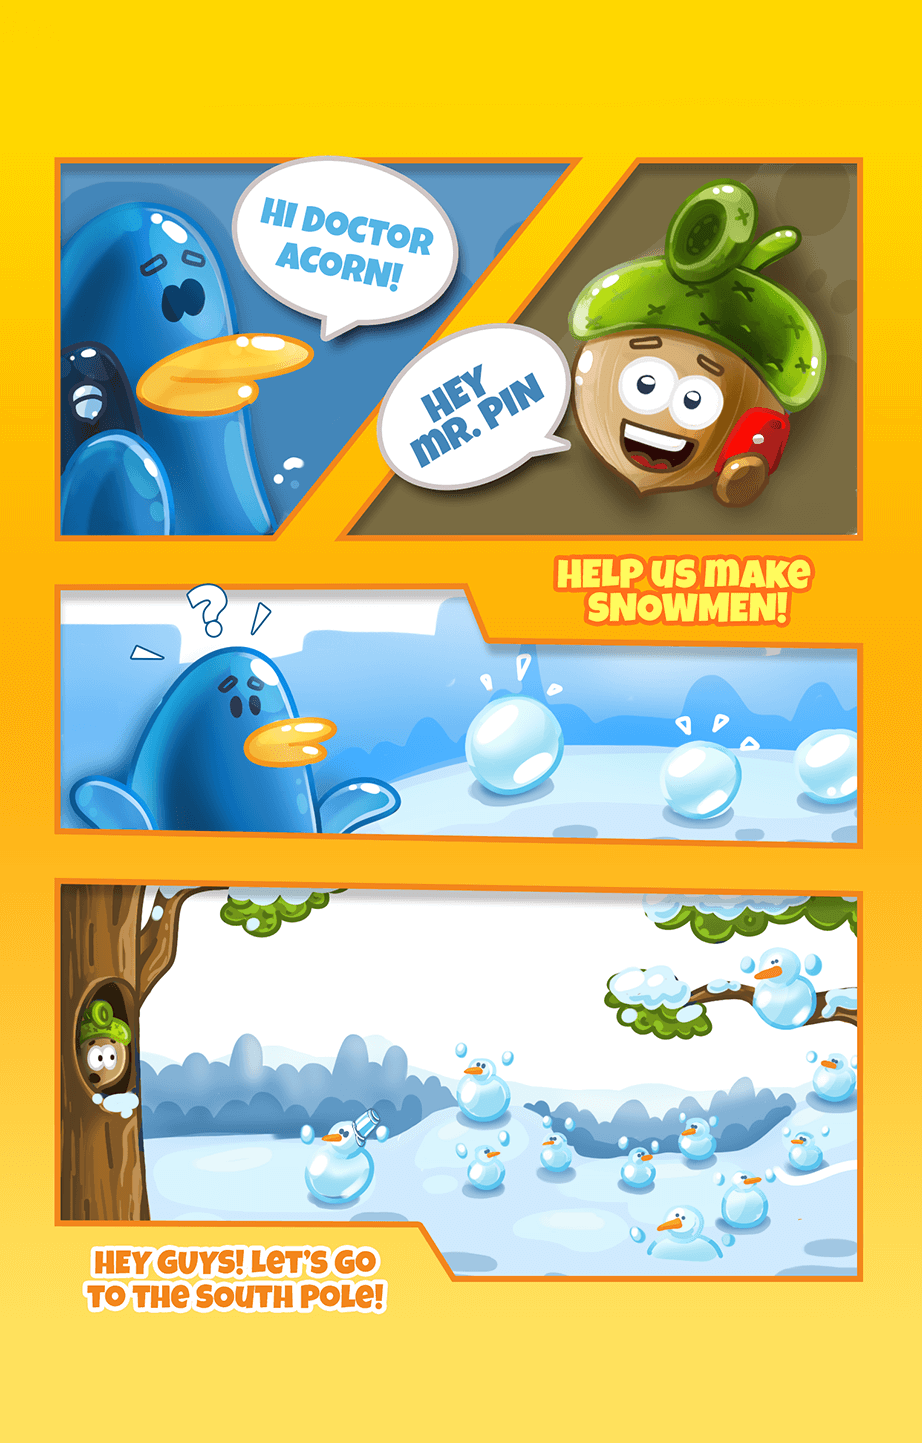 HI DOCTOR
ACORN!
HEY
MR. PIN
HELP US MAKE
SNOWMEN!
?
HEY GUYS! LET'S GO
TO THE SOUTH POLE!